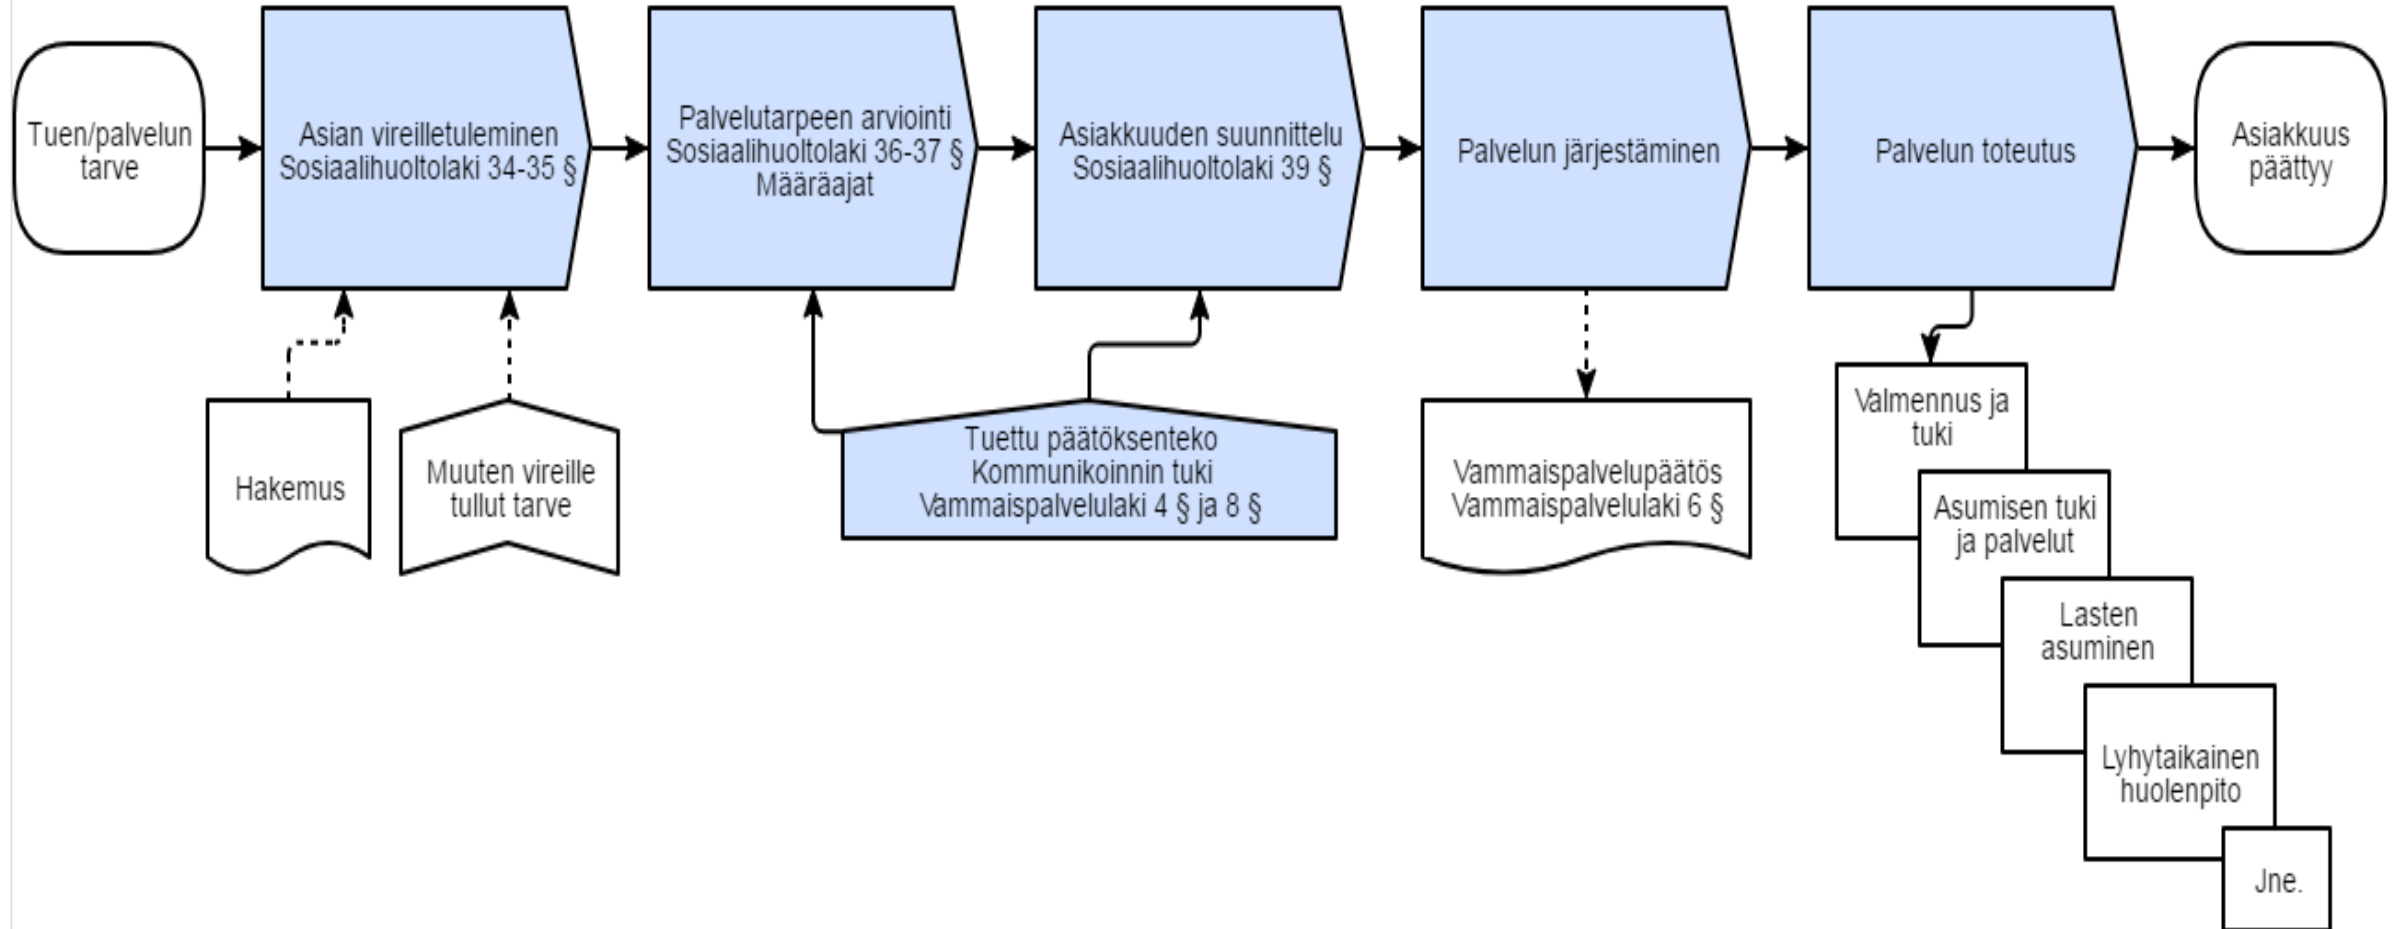 Tuen/palvelun
tarve
Asian vireilletuleminen
Sosiaalihuoltolaki 34-35 §
Palvelutarpeen arviointi
Sosiaalihuoltolaki 36-37 §
Määräajat
Asiakkuuden suunnittelu
Sosiaalihuoltolaki 39 §
Palvelun järjestäminen
Palvelun toteutus
Asiakkuus
päättyy
Hakemus
Muuten vireille
tullut tarve
Tuettu päätöksenteko
Kommunikoinnin tuki
Vammaispalvelulaki 4 § ja 8 §
Vammaispalvelupäätös
Vammaispalvelulaki 6 §
Valmennus ja
tuki
Asumisen tuki
ja palvelut
Lasten
asuminen
Lyhytaikainen
huolenpito
Jne.